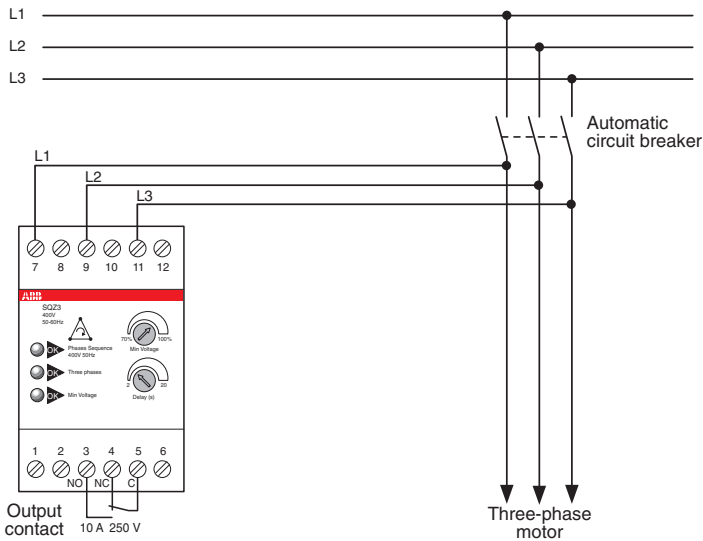 L1
L2
L3
Automatic
circuit breaker
L1
L2
L3
7 8 9 10 11 12
ABB
SQZ3
400V
50-60Hz
70% 100%
Min Voltage
OK Phases Sequence
400V 50Hz
OK Three phases
2 20
Delay (s)
OK Min Voltage
1 2 3 4 5 6
NO NC C
Output
contact
10 A 250 V
Three-phase
motor